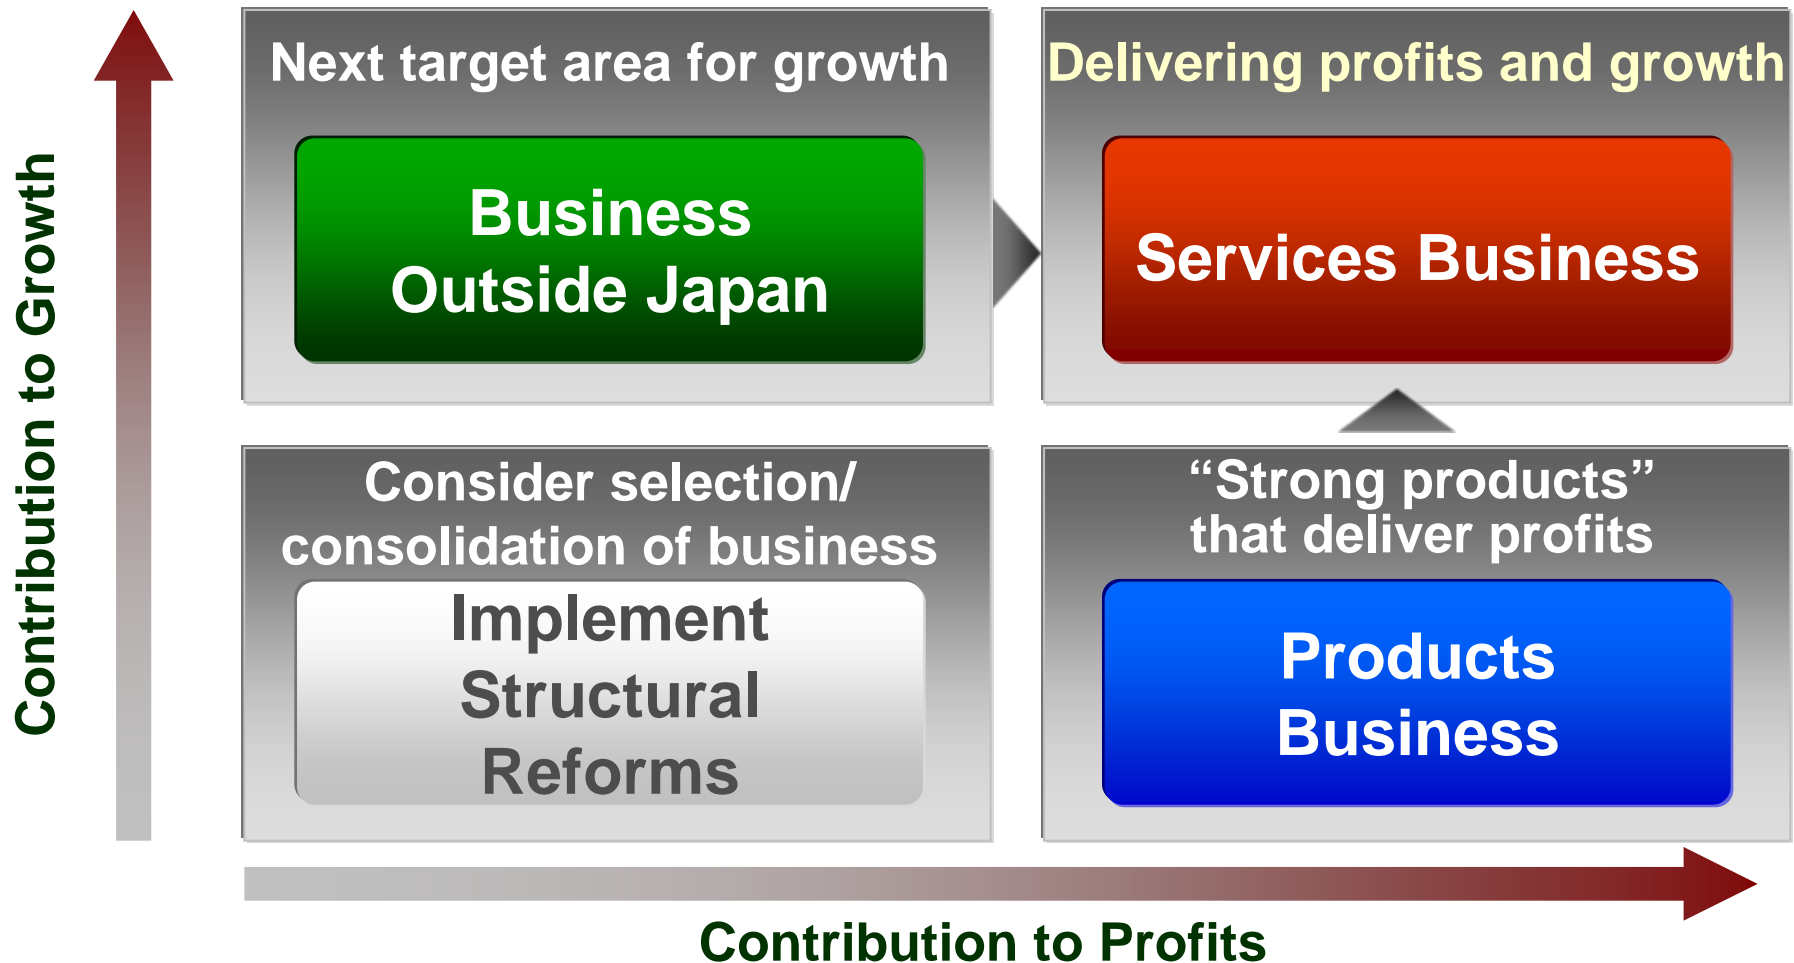 Contribution to Growth
Next target area for growth
Business
Outside Japan
Delivering profits and growth
Services Business
Consider selection/
consolidation of business
Implement
Structural
Reforms
“Strong products”
that deliver profits
Products
Business
Contribution to Profits